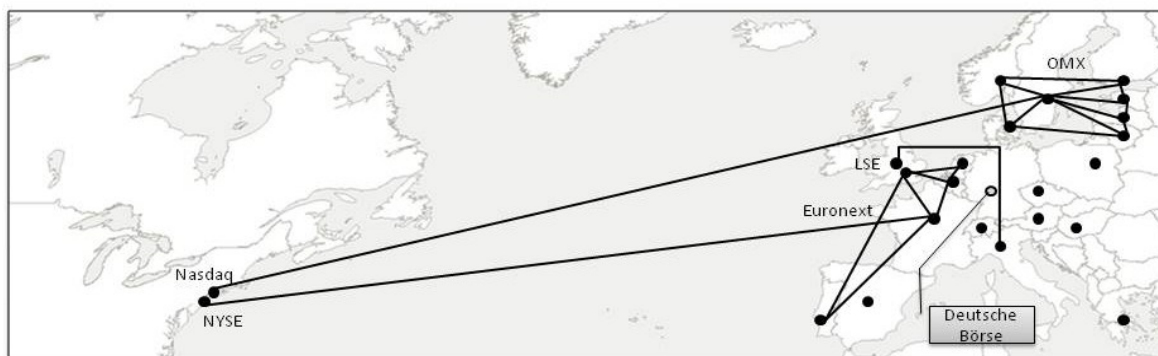 OMX
LSE
Euronext
Nasdaq
NYSE
Deutsche
Börse